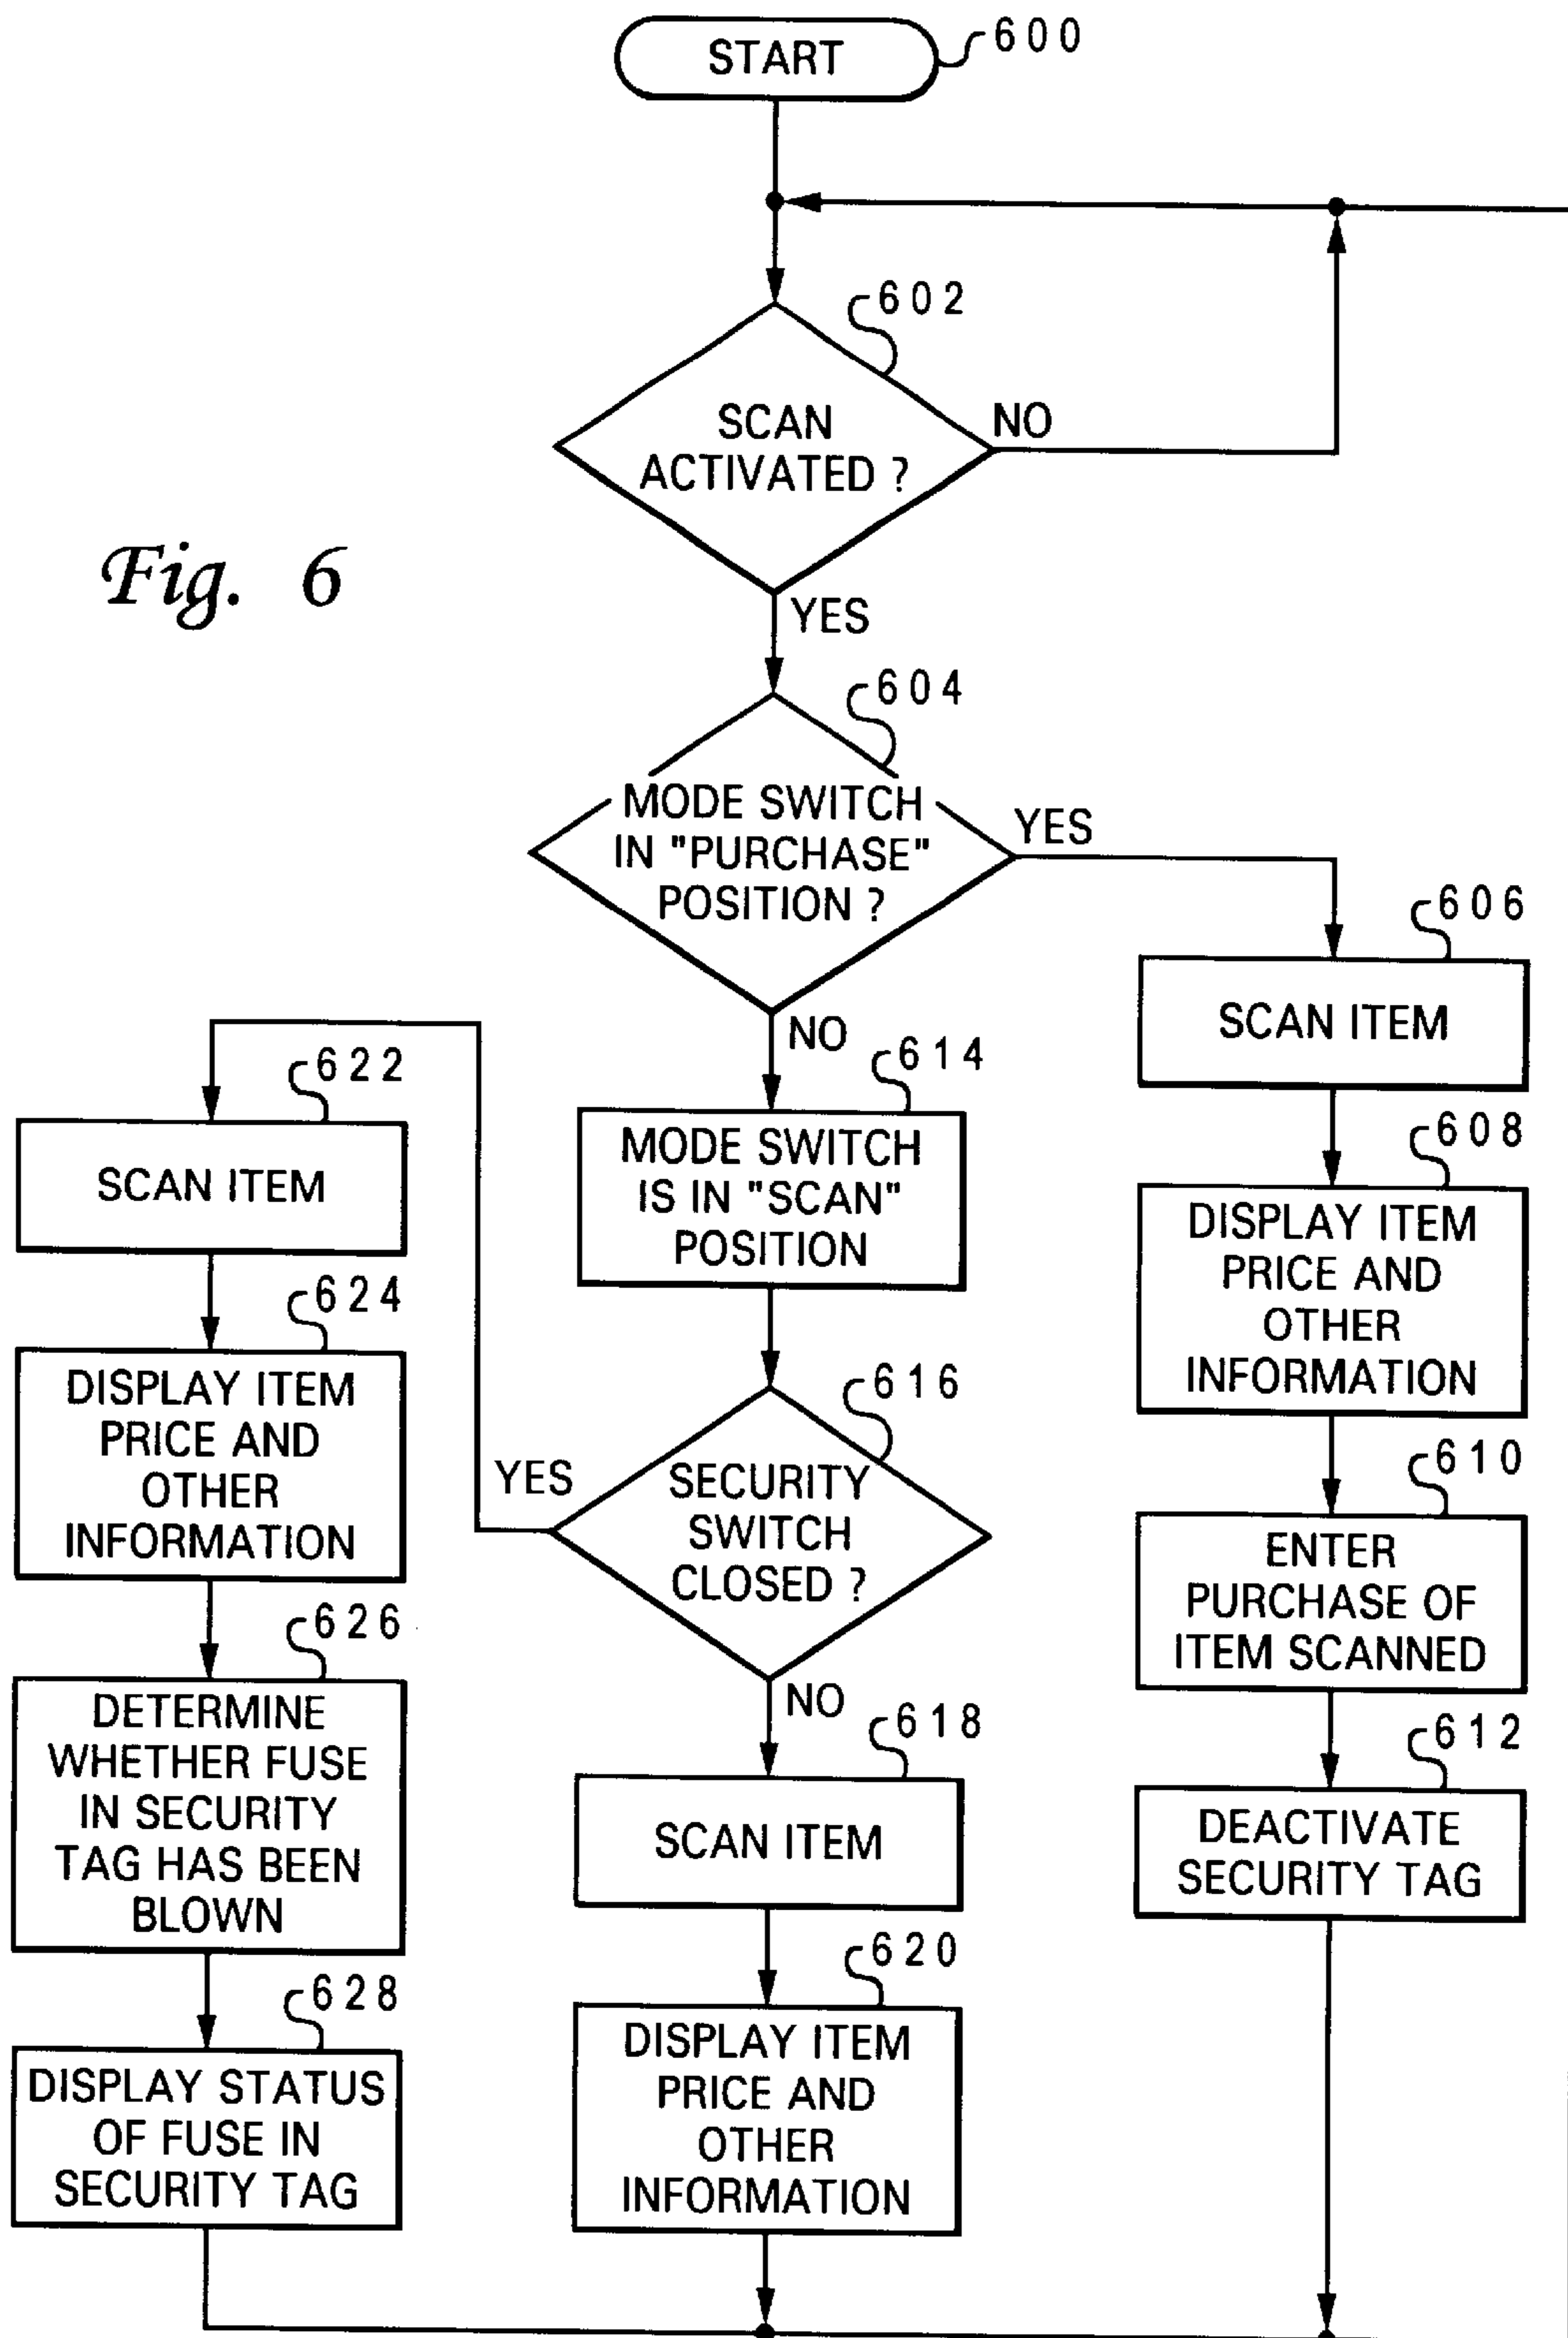 START
600
602
SCAN
ACTIVATED ?
NO
Fig. 6
YES
604
MODE SWITCH
IN "PURCHASE"
POSITION ?
YES
606
SCAN ITEM
608
DISPLAY ITEM
PRICE AND
OTHER
INFORMATION
610
ENTER
PURCHASE OF
ITEM SCANNED
612
DEACTIVATE
SECURITY TAG
NO
614
MODE SWITCH
IS IN "SCAN"
POSITION
616
SECURITY
SWITCH
CLOSED ?
YES
NO
618
SCAN ITEM
620
DISPLAY ITEM
PRICE AND
OTHER
INFORMATION
622
SCAN ITEM
624
DISPLAY ITEM
PRICE AND
OTHER
INFORMATION
626
DETERMINE
WHETHER FUSE
IN SECURITY
TAG HAS BEEN
BLOWN
628
DISPLAY STATUS
OF FUSE IN
SECURITY TAG